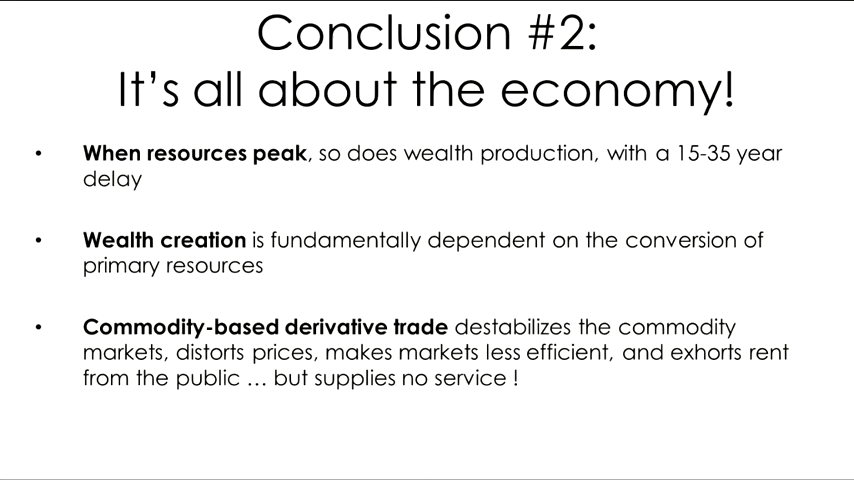 Conclusion #2:
It's all about the economy!
• When resources peak, so does wealth production, with a 15-35 year
delay
• Wealth creation is fundamentally dependent on the conversion of
primary resources
• Commodity-based derivative trade destabilizes the commodity
markets, distorts prices, makes markets less efficient, and exhorts rent
from the public … but supplies no service !